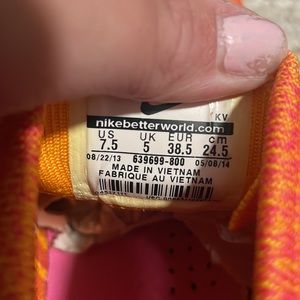 KV
nikebetterworld.com
US UK EUR cm
7.5 5 38.5 24.5
08/22/13 639699-800 05/08/14
MADE IN VIETNAM
FABRIQUE AU VIETNAM